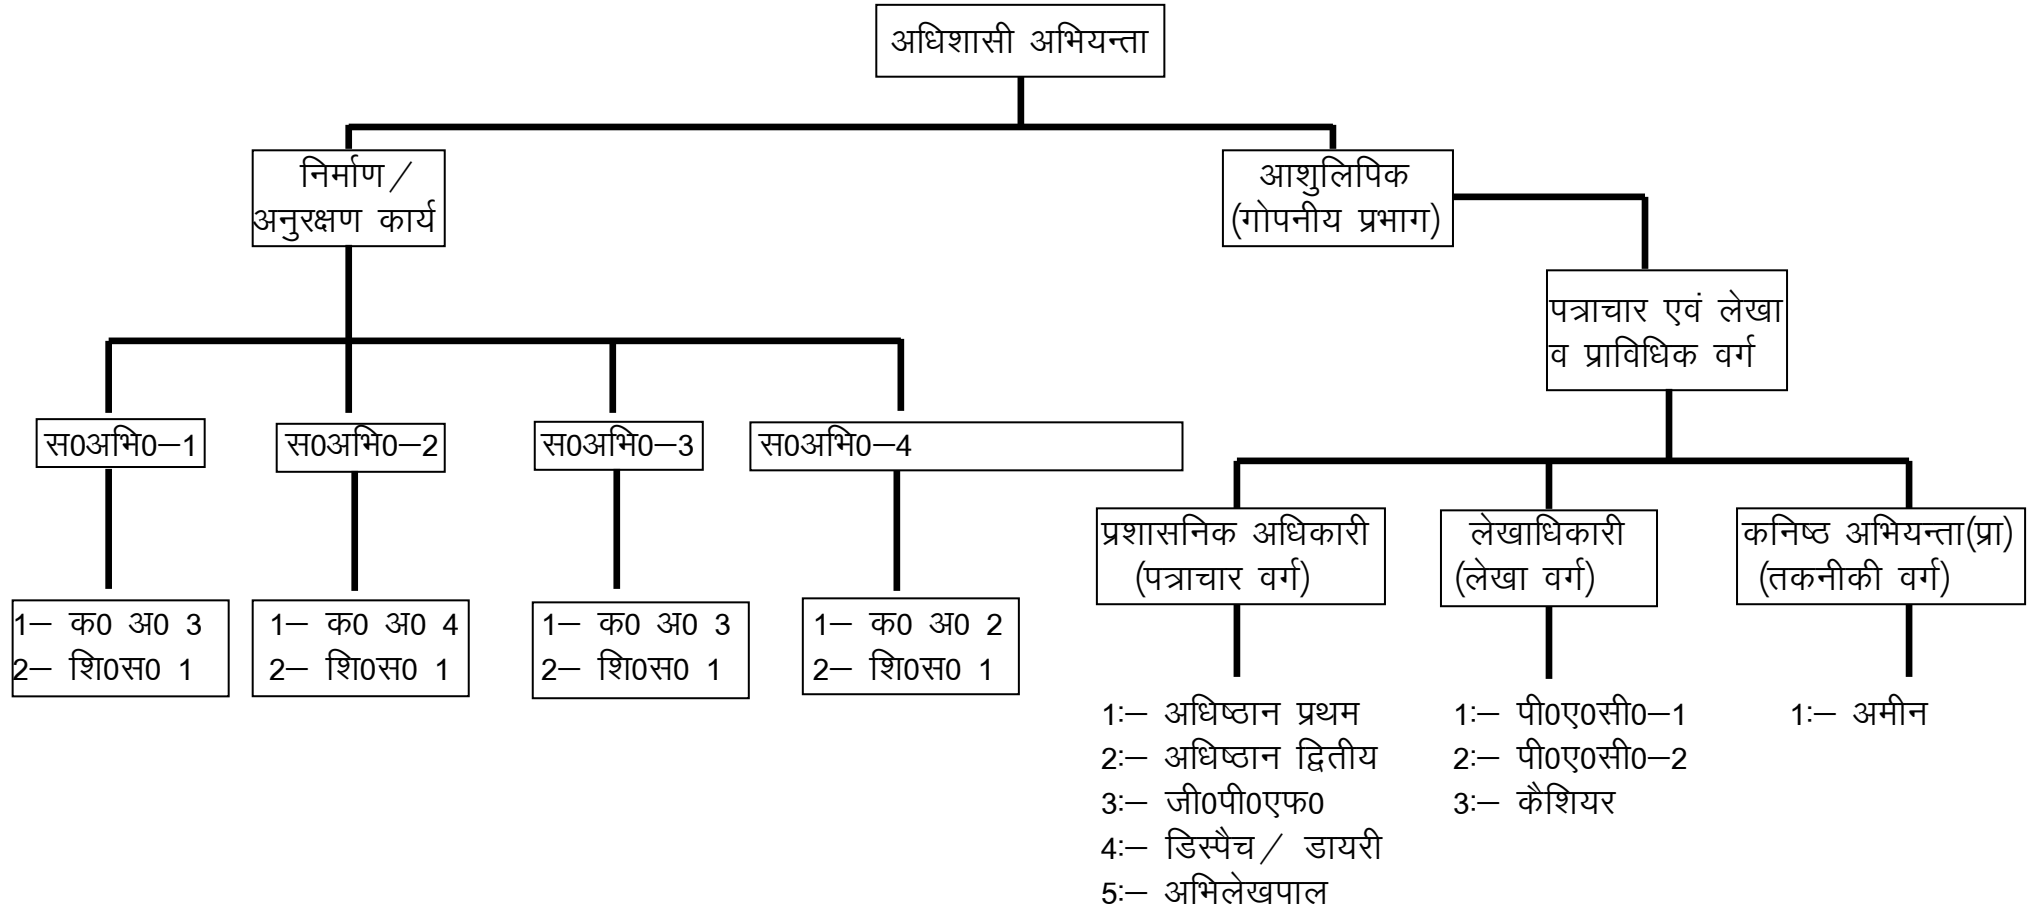 अधिशासी अभियन्ता
निर्माण/
अनुरक्षण कार्य
आशुलिपिक
(गोपनीय प्रभाग)
पत्राचार एवं लेखा
व प्राविधिक वर्ग
स0अभि0—1
स0अभि0—2
स0अभि0—3
स0अभि0—4
प्रशासनिक अधिकारी
(पत्राचार वर्ग)
लेखाधिकारी
(लेखा वर्ग)
कनिष्ठ अभियन्ता(प्रा)
(तकनीकी वर्ग)
1— क0 अ0 3
2— शि0स0 1
1— क0 अ0 4
2— शि0स0 1
1— क0 अ0 3
2— शि0स0 1
1— क0 अ0 2
2— शि0स0 1
1:— अधिष्ठान प्रथम
2:— अधिष्ठान द्वितीय
3:— जी0पी0एफ0
4:— डिस्पैच/ डायरी
5:— अभिलेखपाल
1:— पी0ए0सी0—1
2:— पी0ए0सी0—2
3:— कैशियर
1:— अमीन